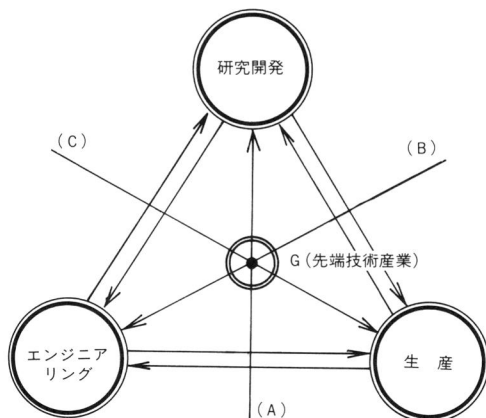 研究開発
(C)
(B)
G(先端技術産業)
エンジニア
リング
生 産
(A)